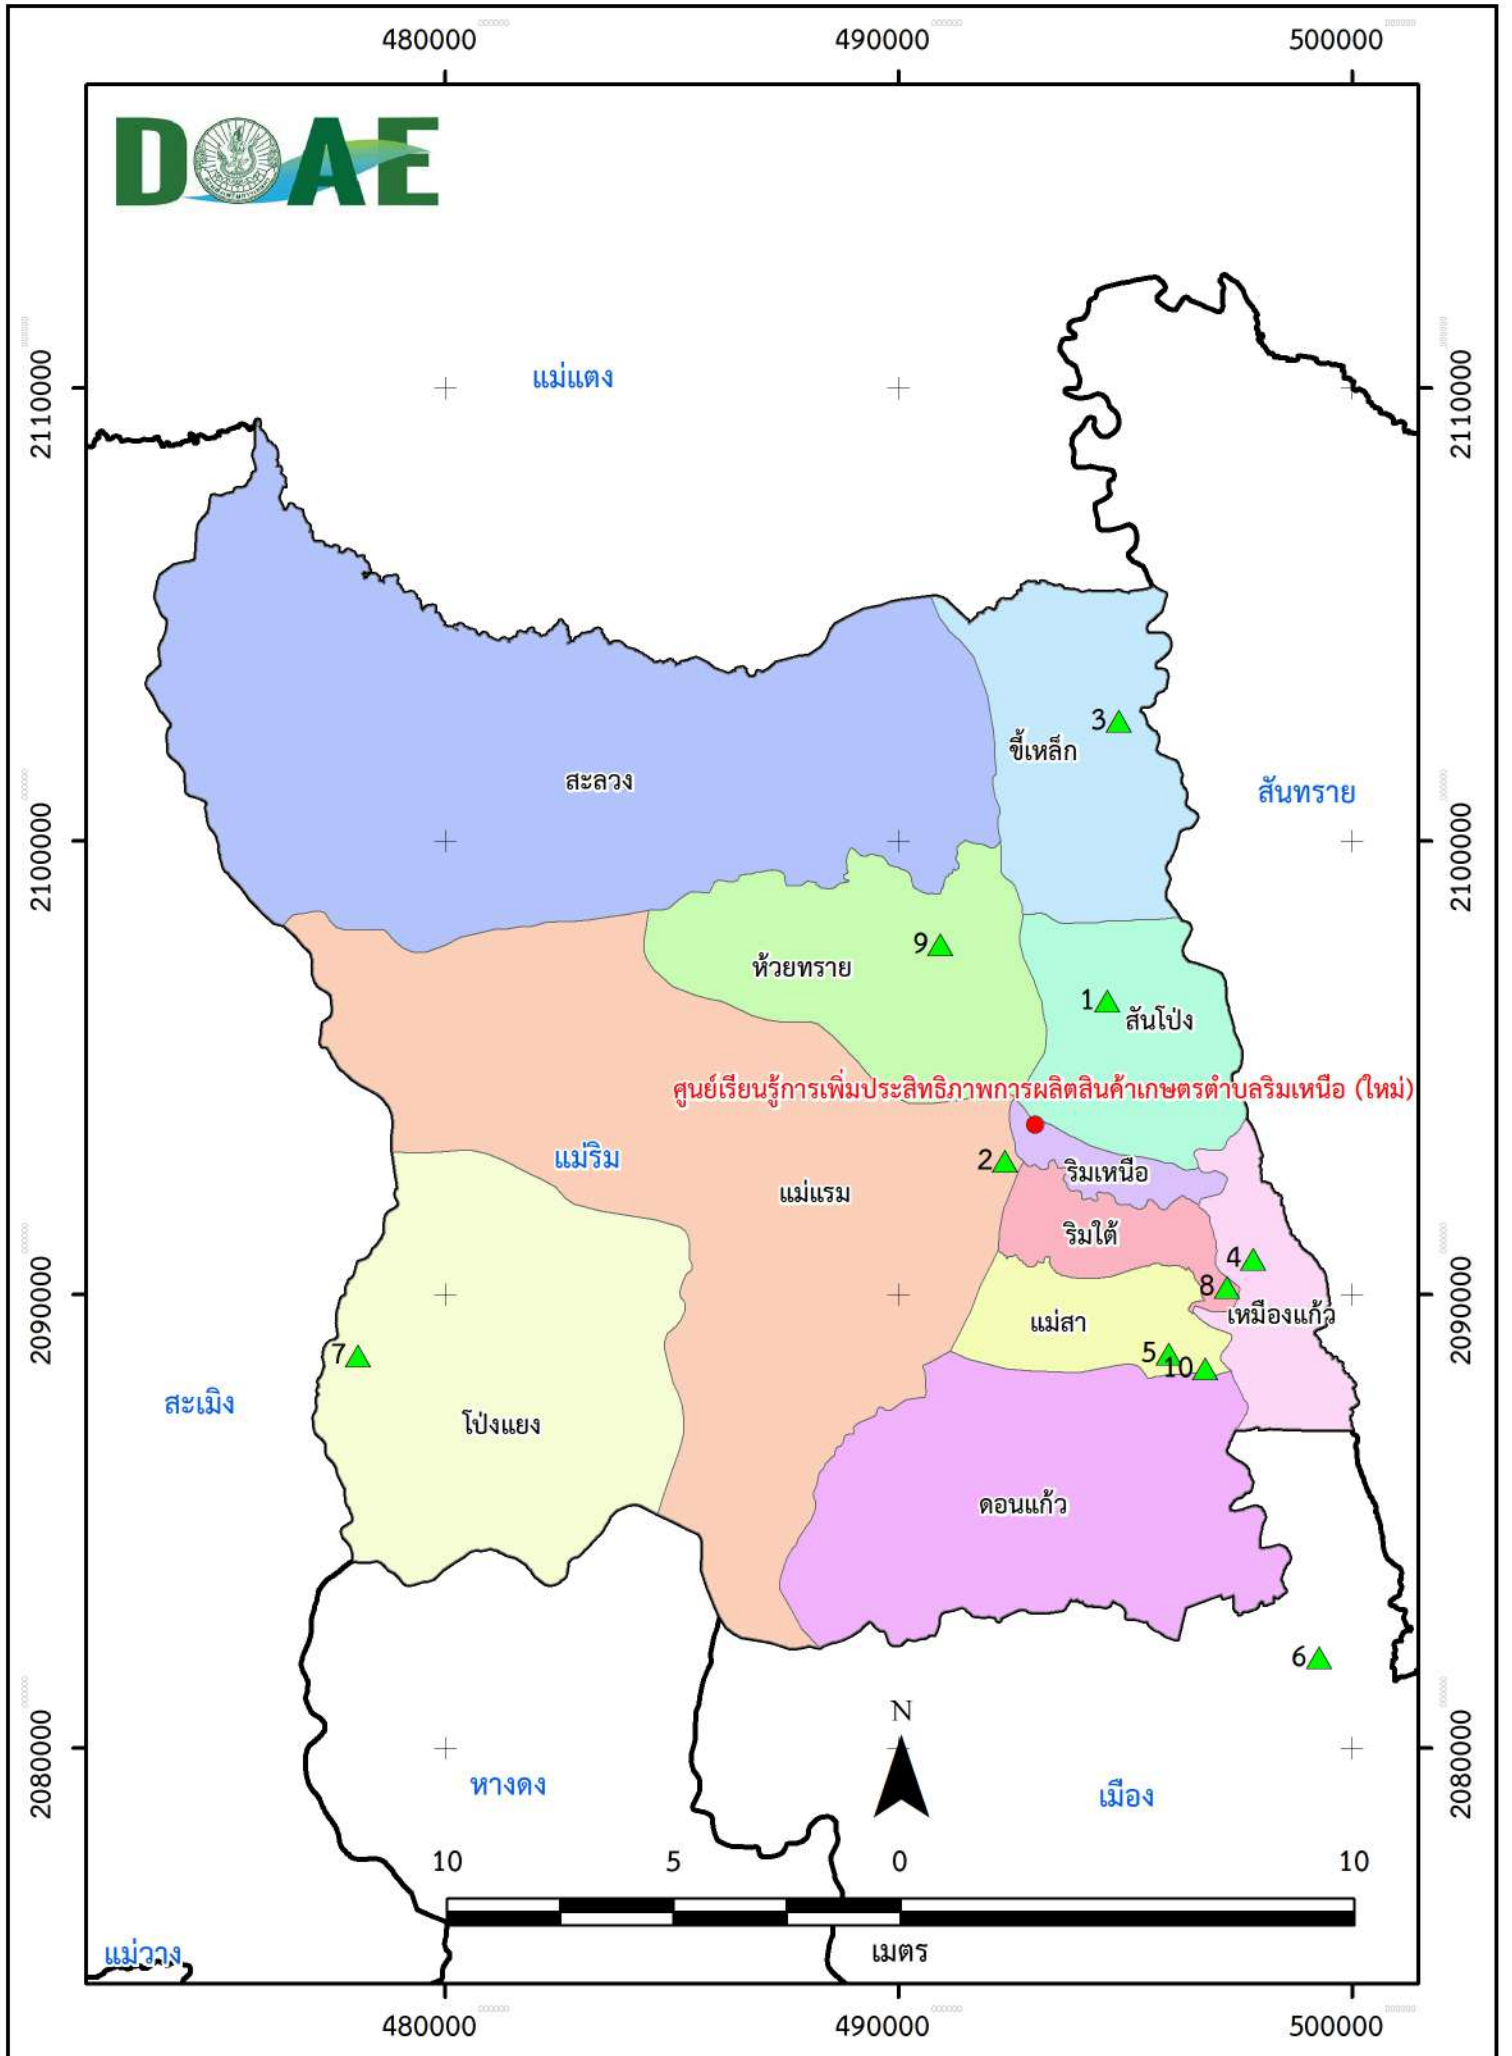 480000 490000 500000
DOAE
2110000
แม่แตง
2110000
3
ขี้เหล็ก
สะลวง
สันทราย
2100000
2100000
9
ห้วยทราย
1
สันโป่ง
ศูนย์เรียนรู้การเพิ่มประสิทธิภาพการผลิตสินค้าเกษตรตำบลริมเหนือ (ใหม่)
แม่ริม
2
ริมเหนือ
แม่แรม
ริมใต้
4
2090000
8
2090000
เหมืองแก้ว
แม่สา
7
5
10
สะเมิง
โป่งแยง
ดอนแก้ว
6
N
2080000
2080000
หางดง
เมือง
10 5 0 10
เมตร
แม่วาง
480000 490000 500000